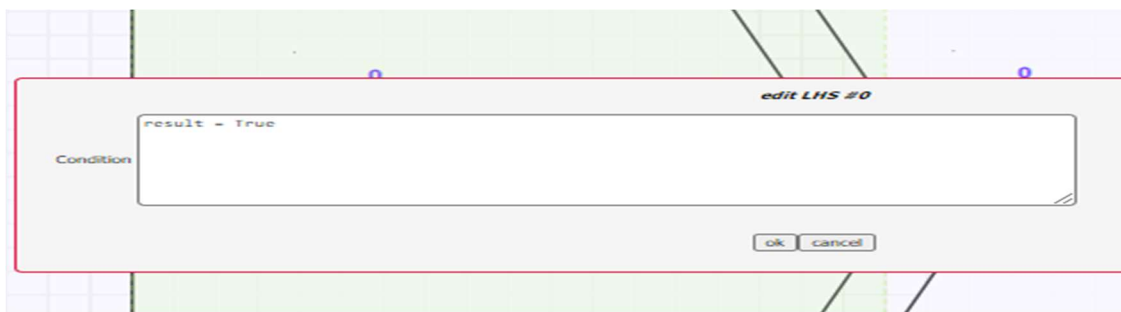 0
0
edit LHS #0
result = True
Condition
ok
cancel